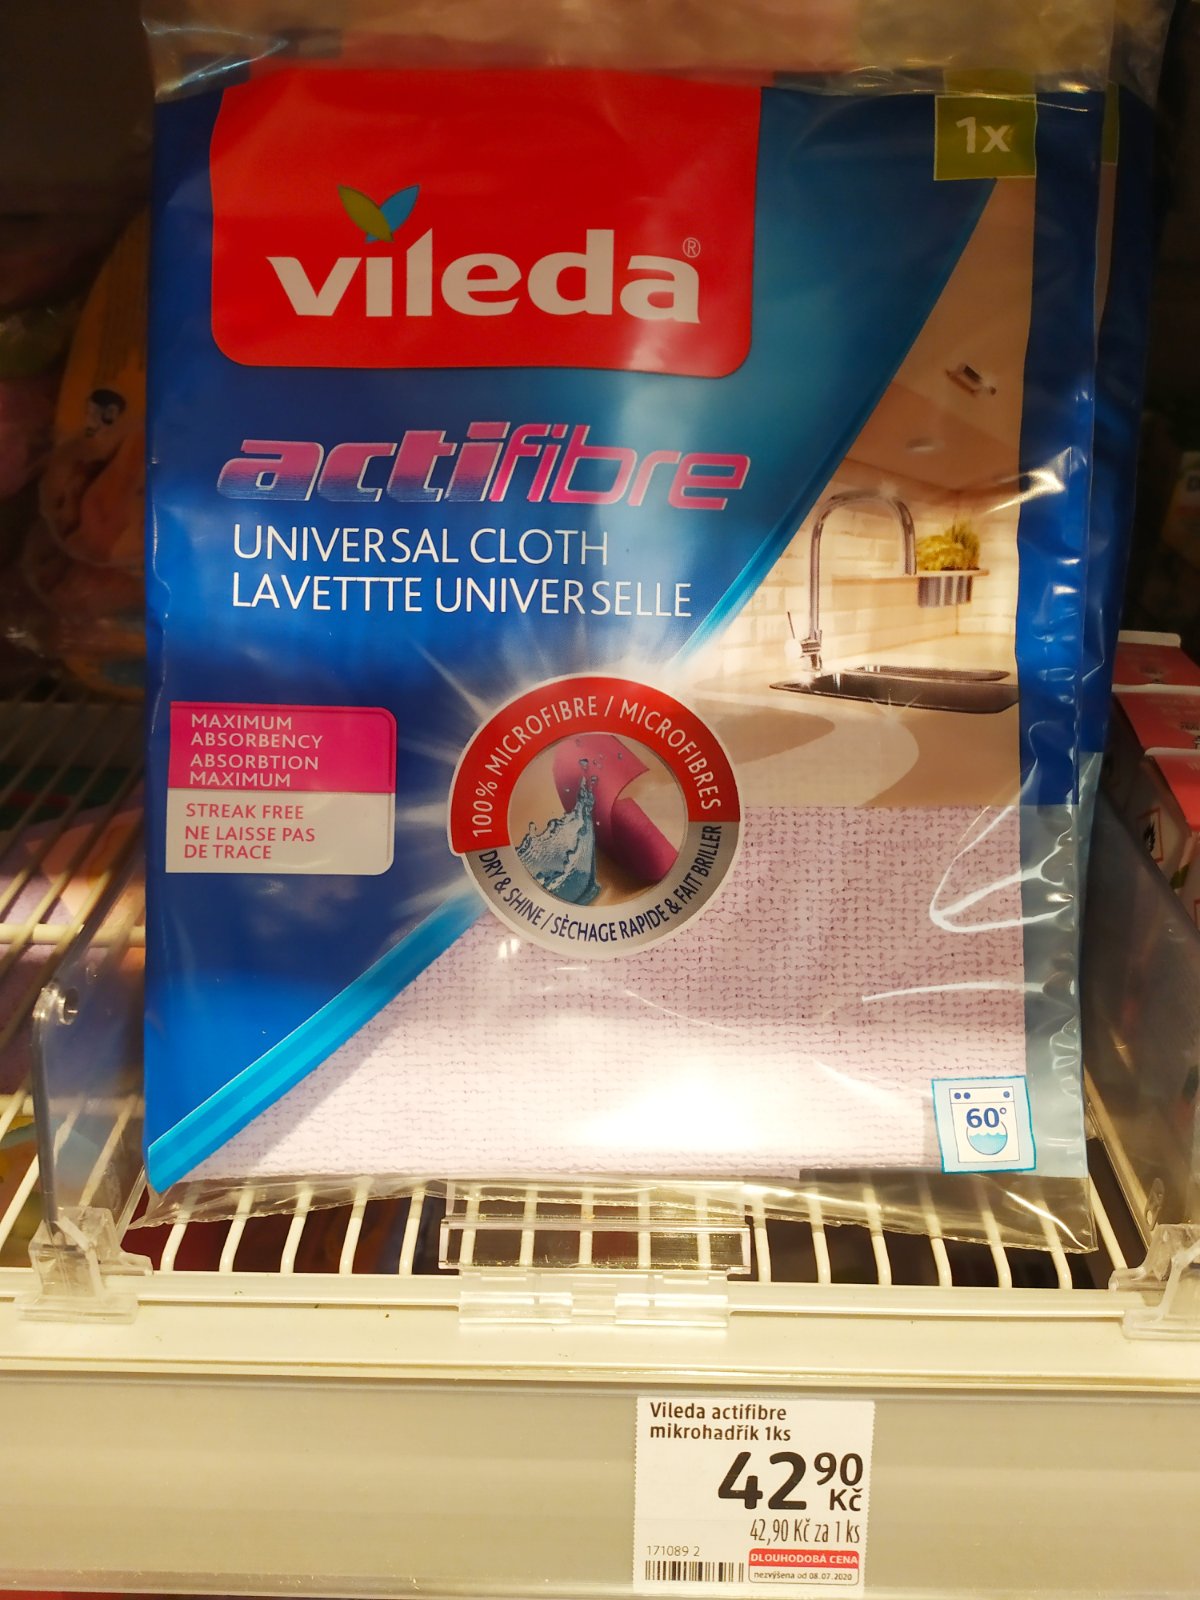 1x
vileda®
actifibre
UNIVERSAL CLOTH
LAVETTTE UNIVERSELLE
MAXIMUM
ABSORBENCY
ABSORBTION
MAXIMUM
STREAK FREE
NE LAISSE PAS
DE TRACE
100% MICROFIBRE / MICROFIBRES
DRY & SHINE / SÈCHAGE RAPIDE & FAIT BRILLER
60°
Vileda actifibre
mikrohadřík 1ks
42 90
Kč
42,90 Kč za 1 ks
171089 2
DLOUHODOBÁ CENA
nezvýšena od 08.07.2020